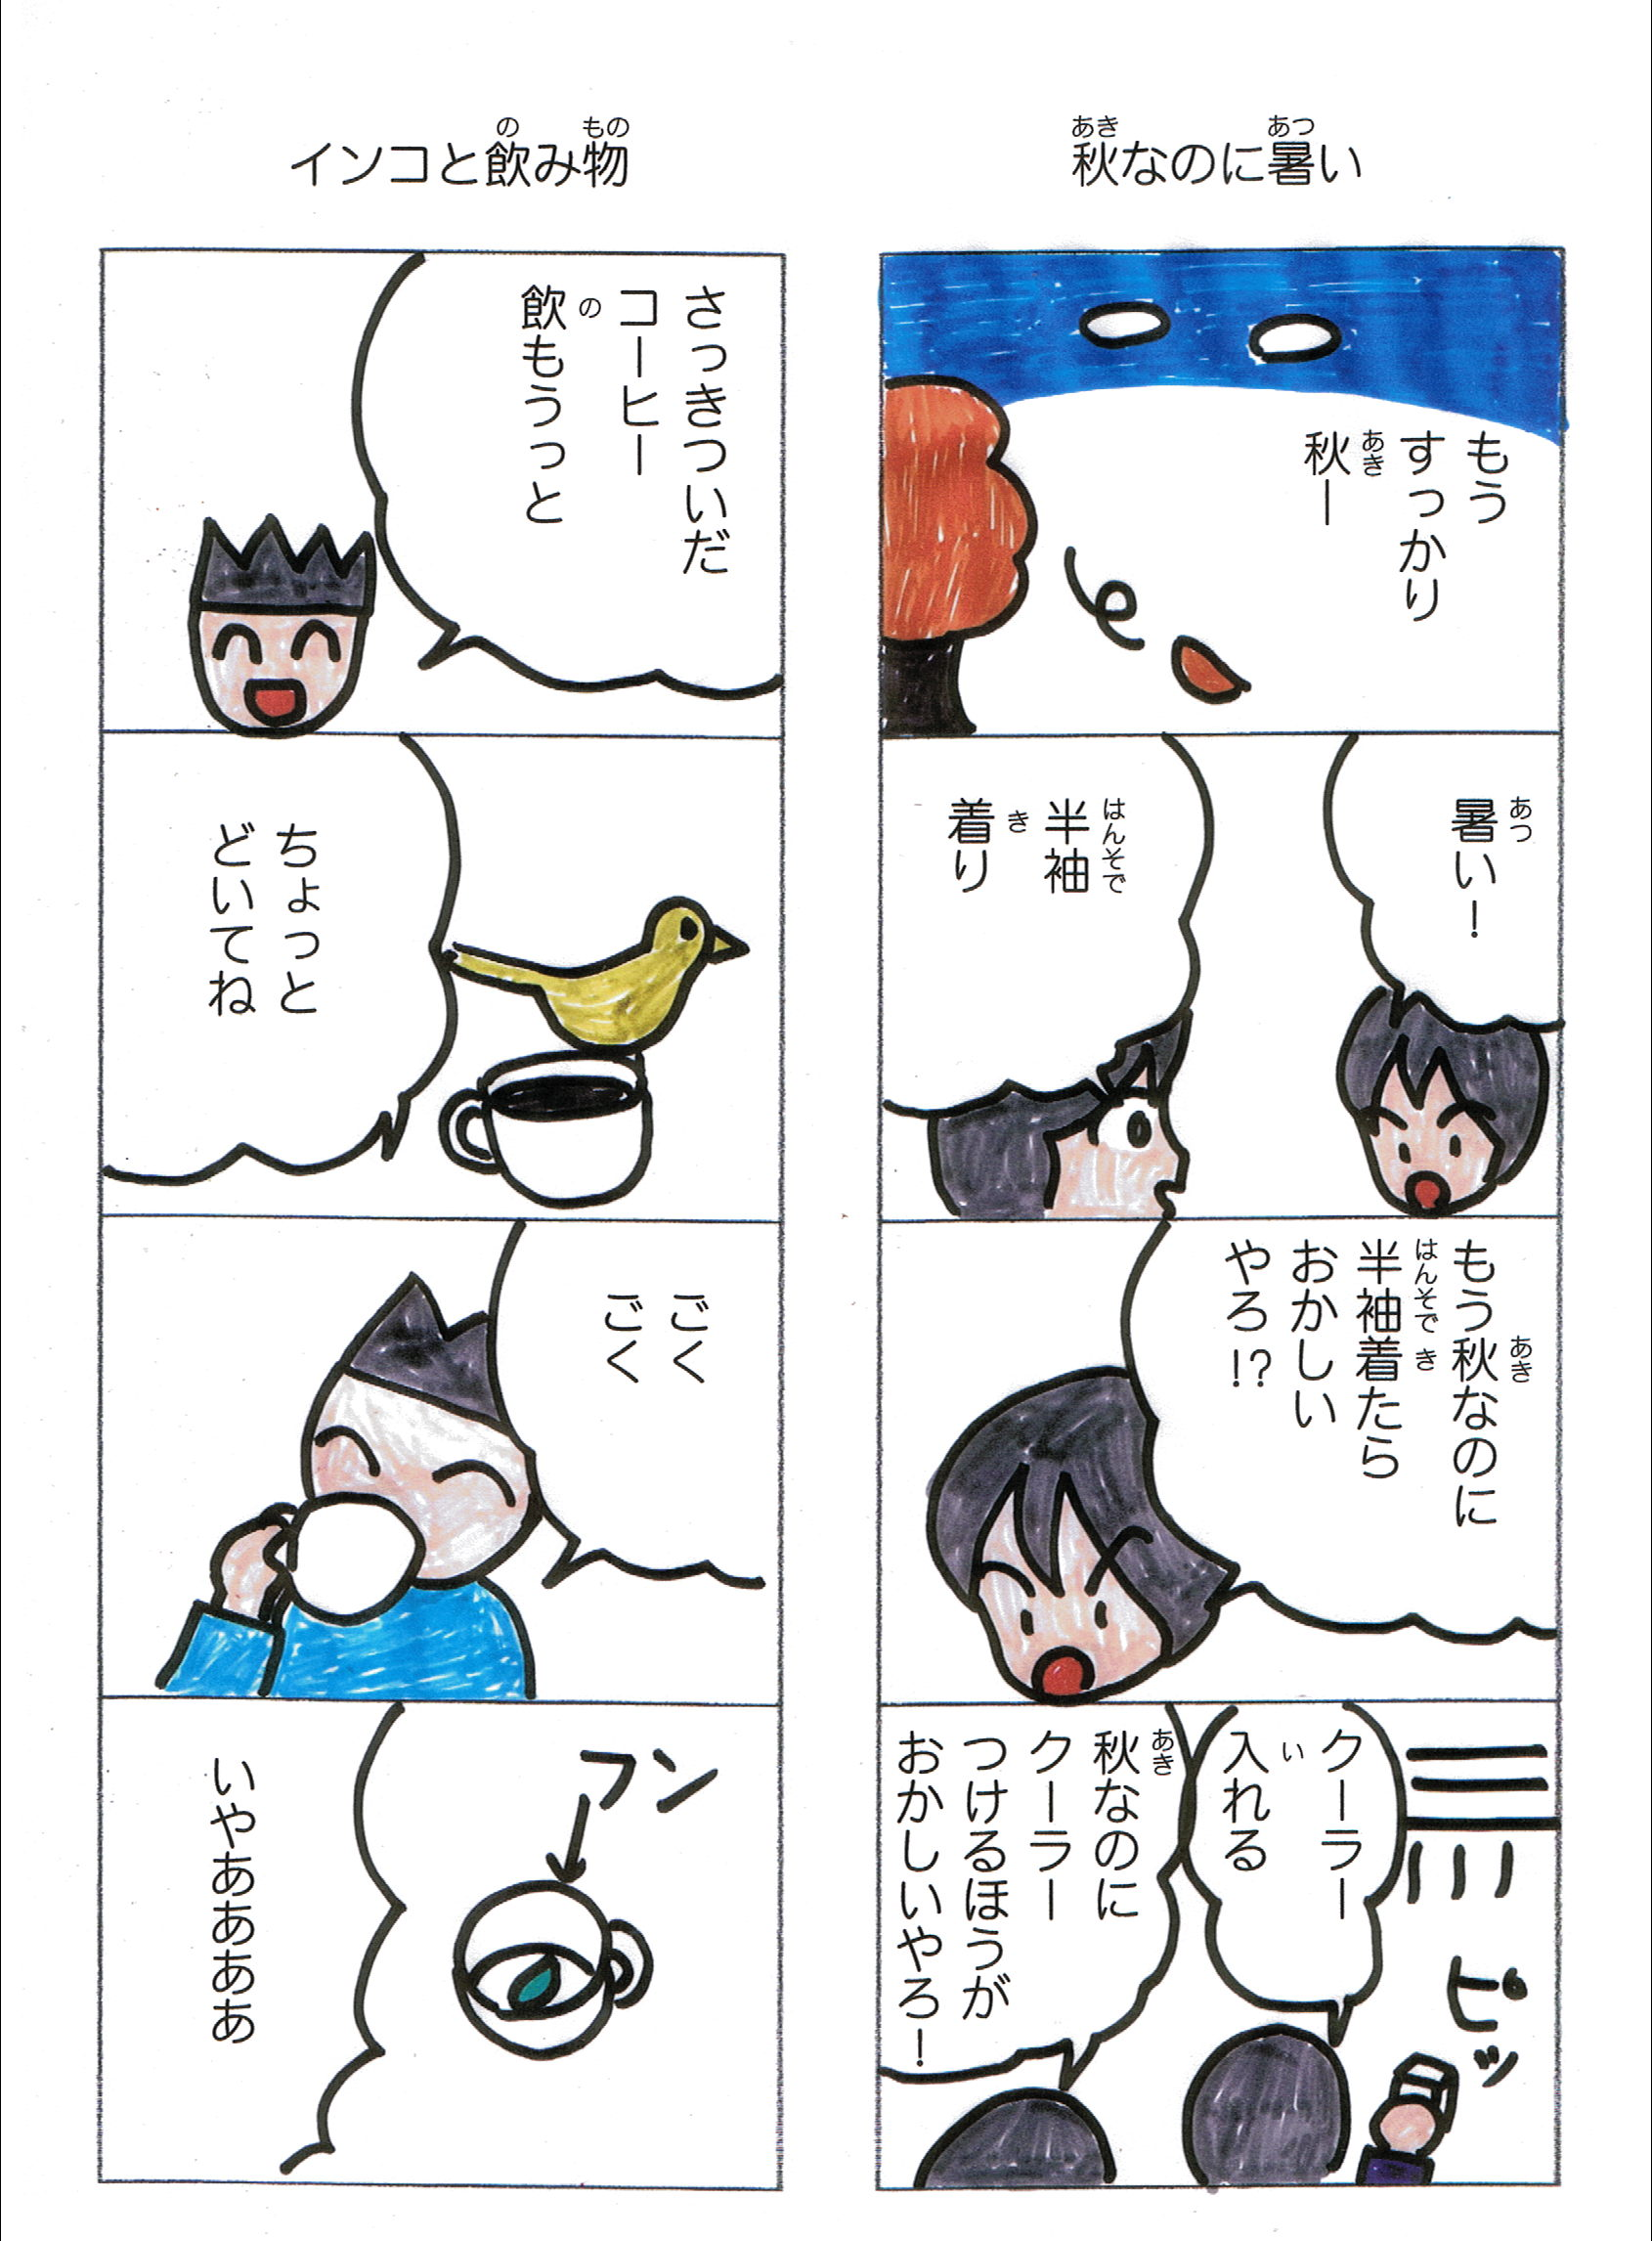 秋なのに暑い
もう
すっかり
秋ー
暑い!
半袖
着り
もう秋なのに
半袖着たら
おかしい
やろ!?
ピッ
クーラー
入れる
秋なのに
クーラー
つけるほうが
おかしいやろ!
インコと飲み物
さっきついだ
コーヒー
飲もうっと
ちょっと
どいてね
ごく
ごく
フン
いやああああ